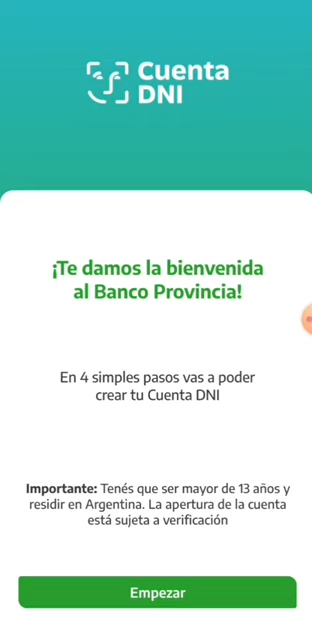 Cuenta
DNI
¡Te damos la bienvenida
al Banco Provincia!
En 4 simples pasos vas a poder
crear tu Cuenta DNI
Importante: Tenés que ser mayor de 13 años y
residir en Argentina. La apertura de la cuenta
está sujeta a verificación
Empezar